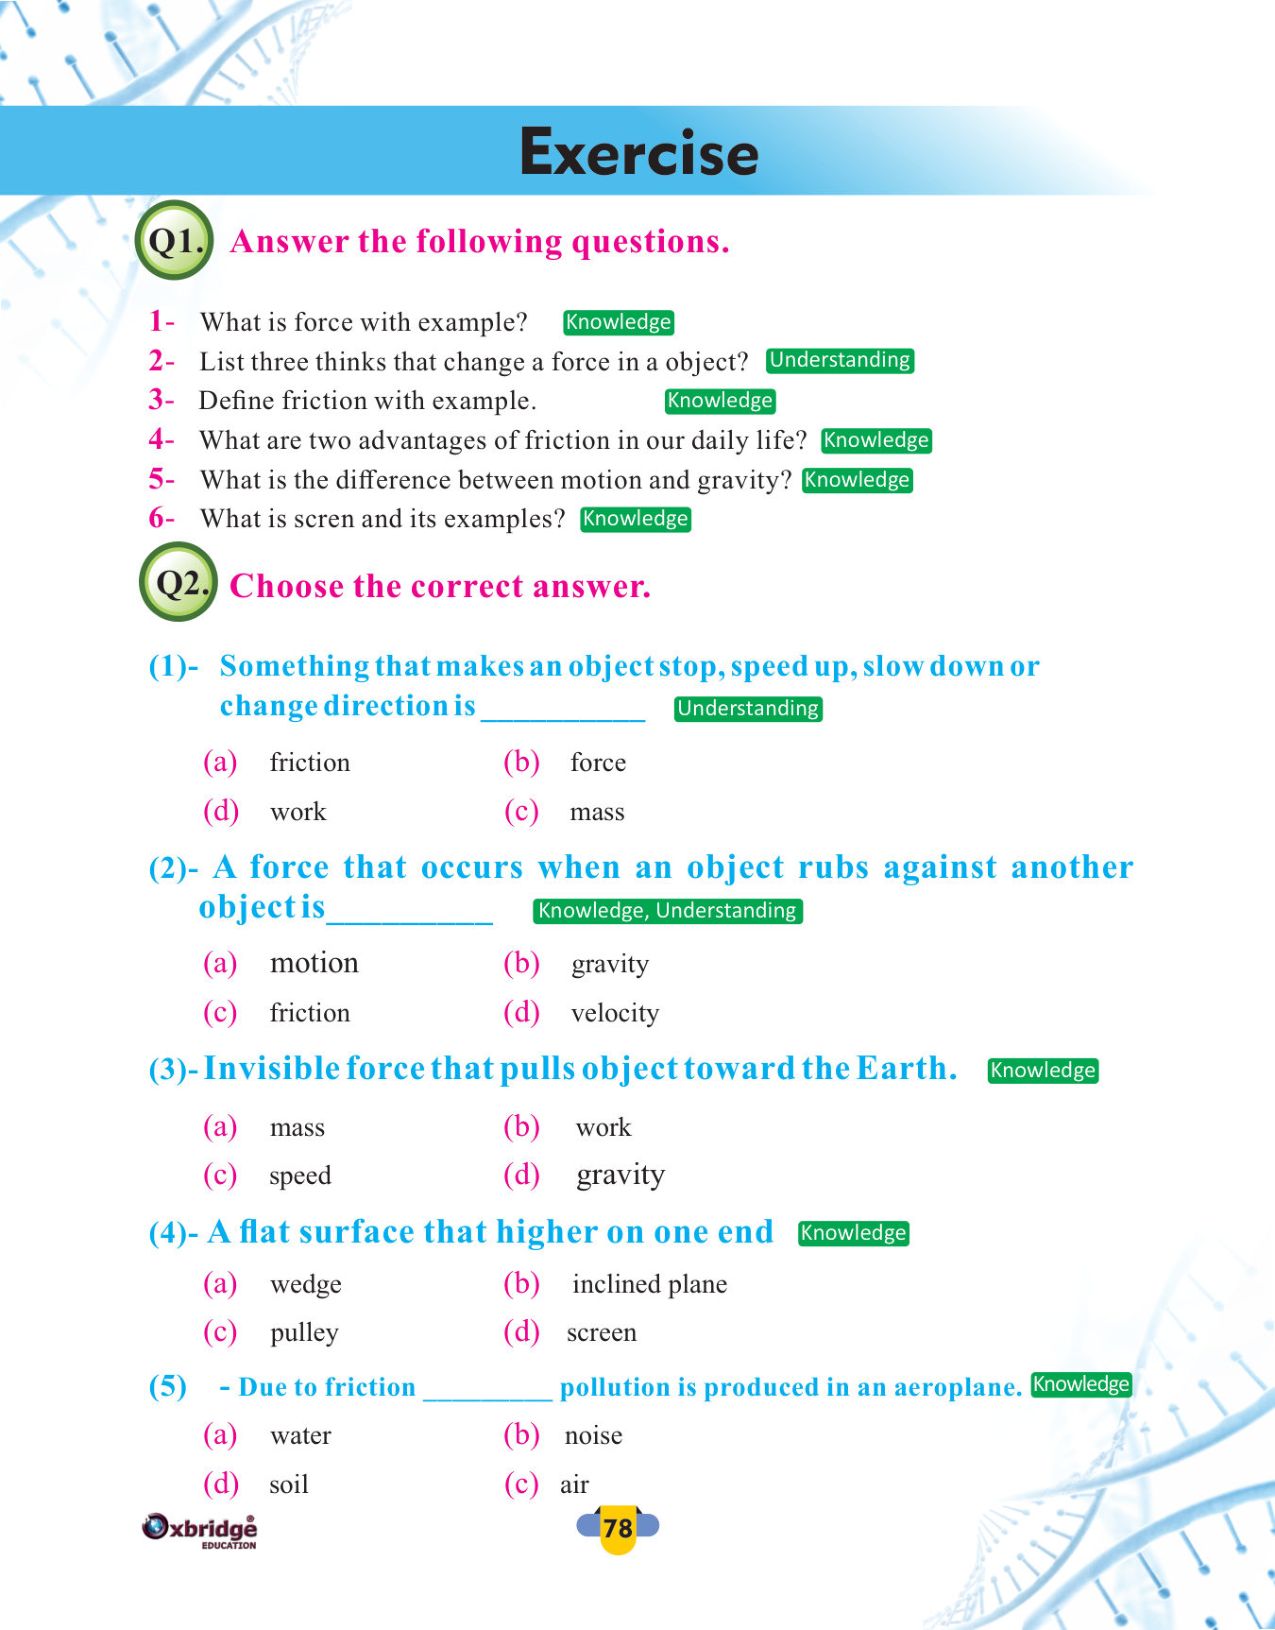 Exercise
Q1. Answer the following questions.
1- What is force with example? Knowledge
2- List three thinks that change a force in a object? Understanding
3- Define friction with example. Knowledge
4- What are two advantages of friction in our daily life? Knowledge
5- What is the difference between motion and gravity? Knowledge
6- What is scren and its examples? Knowledge
Q2. Choose the correct answer.
(1)- Something that makes an object stop, speed up, slow down or
change direction is __________ Understanding
(a) friction (b) force
(d) work (c) mass
(2)- A force that occurs when an object rubs against another
object is_________ Knowledge, Understanding
(a) motion (b) gravity
(c) friction (d) velocity
(3)- Invisible force that pulls object toward the Earth. Knowledge
(a) mass (b) work
(c) speed (d) gravity
(4)- A flat surface that higher on one end Knowledge
(a) wedge (b) inclined plane
(c) pulley (d) screen
(5) - Due to friction _________ pollution is produced in an aeroplane. Knowledge
(a) water (b) noise
(d) soil (c) air
Oxbridge®
EDUCATION
78